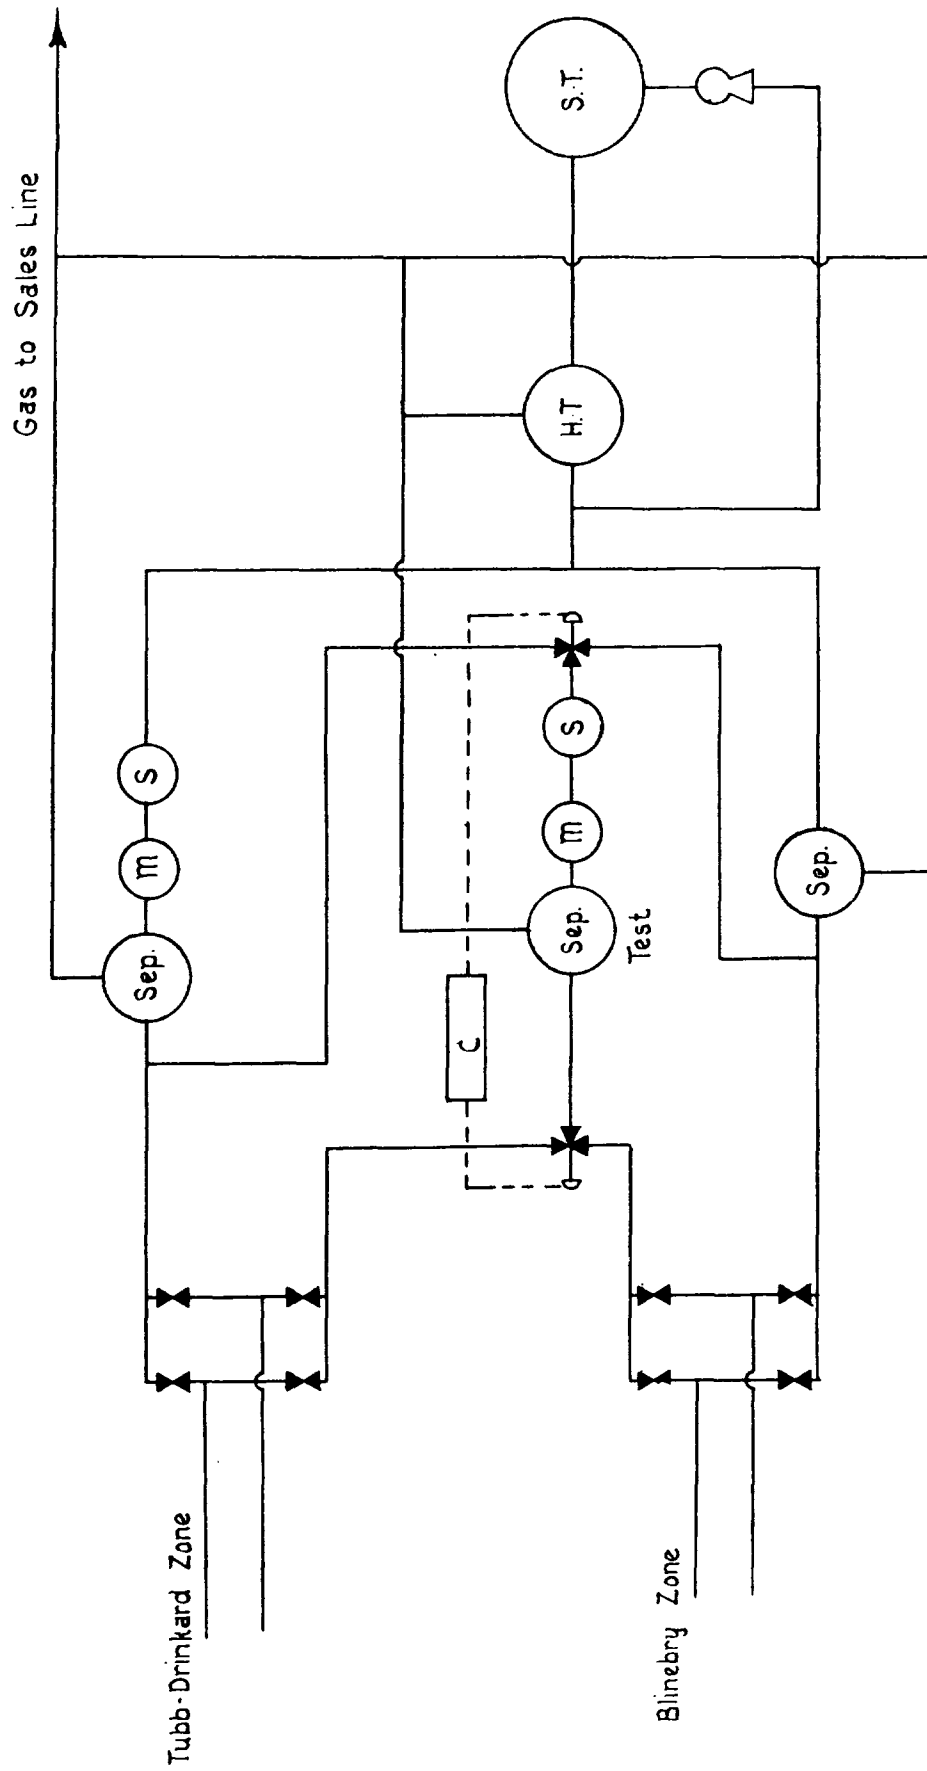 Gas to Sales Line
Tubb-Drinkard Zone
Sep.
m
S
C
Sep.
Test
m
S
H.T
S.T.
Blinebry Zone
Sep.